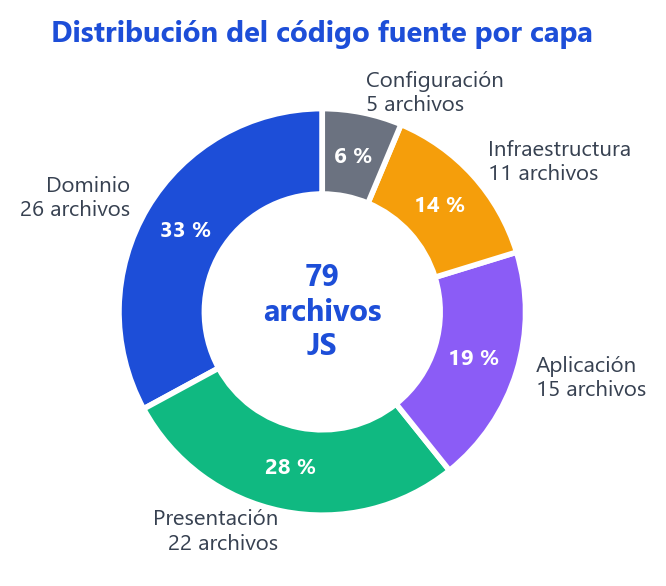 Distribución del código fuente por capa
Configuración
5 archivos
6 %
Infraestructura
11 archivos
14 %
Dominio
26 archivos
33 %
79
archivos
JS
19 %
Aplicación
15 archivos
28 %
Presentación
22 archivos